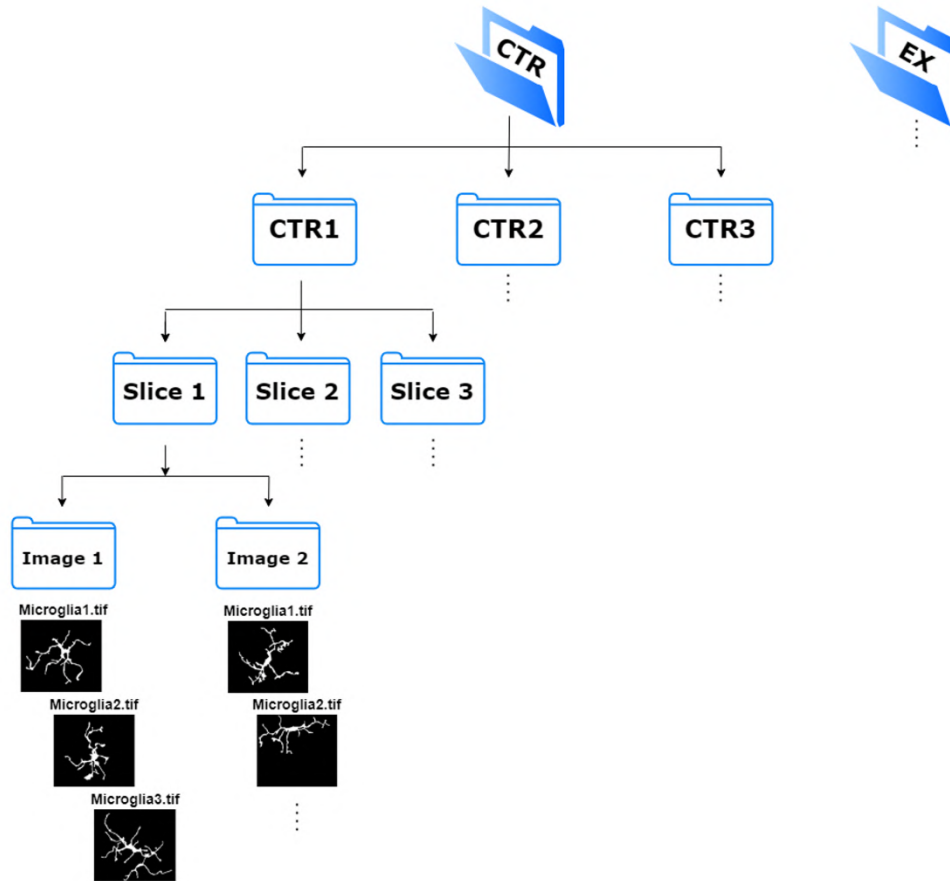 CTR
EX
CTR1
CTR2
CTR3
Slice 1
Slice 2
Slice 3
Image 1
Image 2
Microglia1.tif
Microglia1.tif
Microglia2.tif
Microglia2.tif
Microglia3.tif